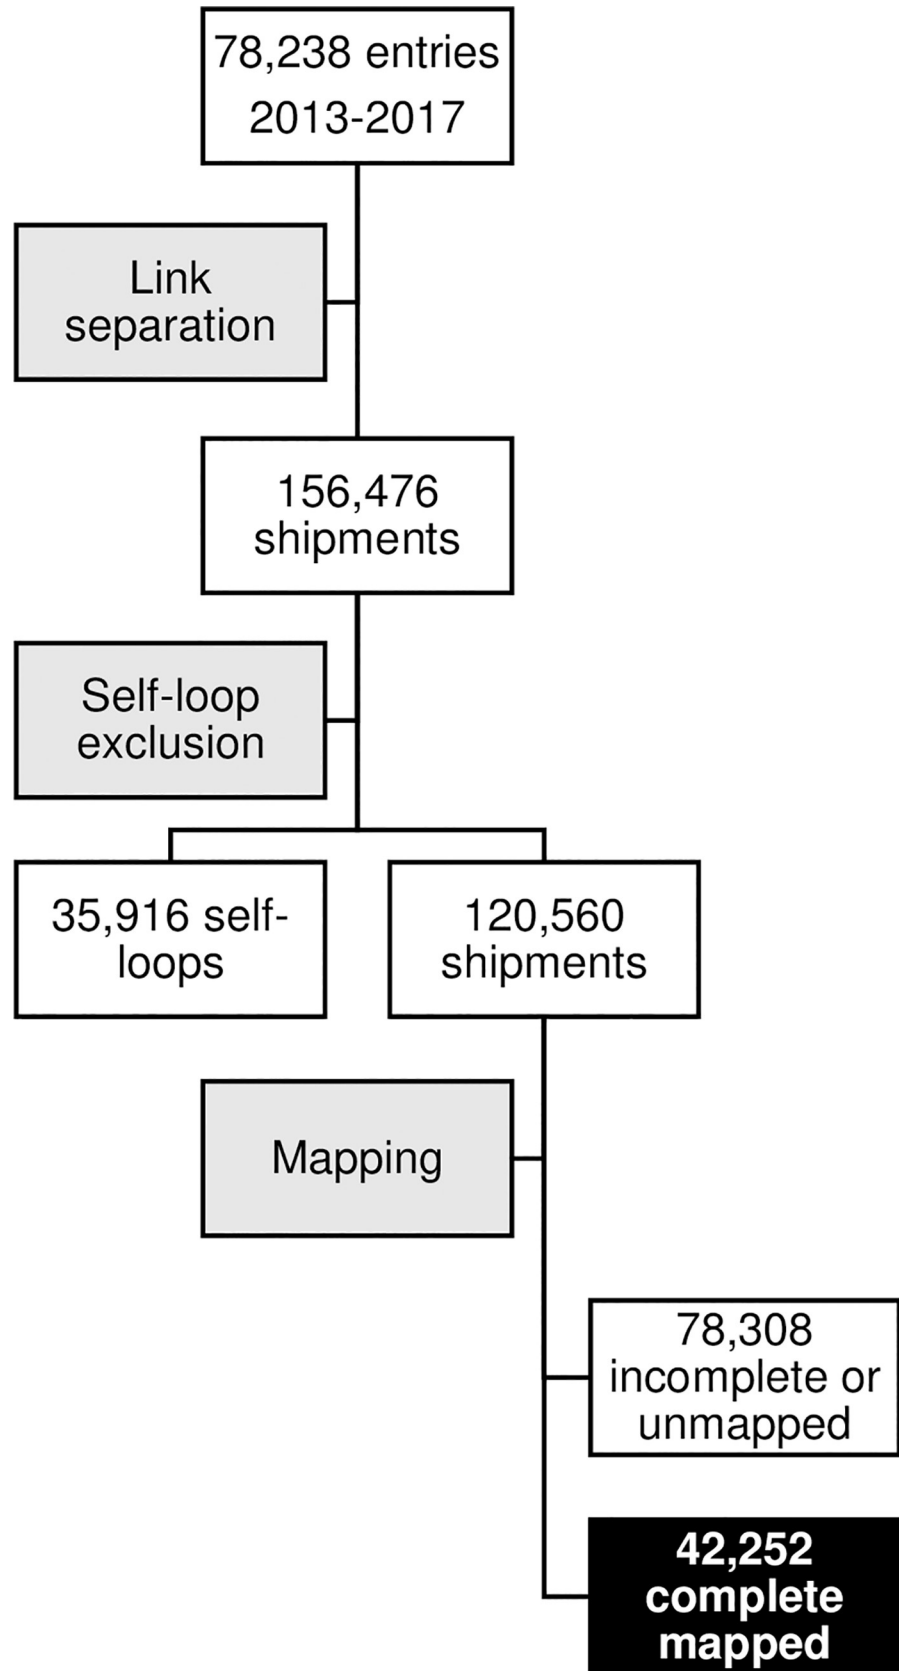 78,238 entries
2013-2017
Link
separation
156,476
shipments
Self-loop
exclusion
35,916 self-
loops
120,560
shipments
Mapping
78,308
incomplete or
unmapped
42,252
complete
mapped